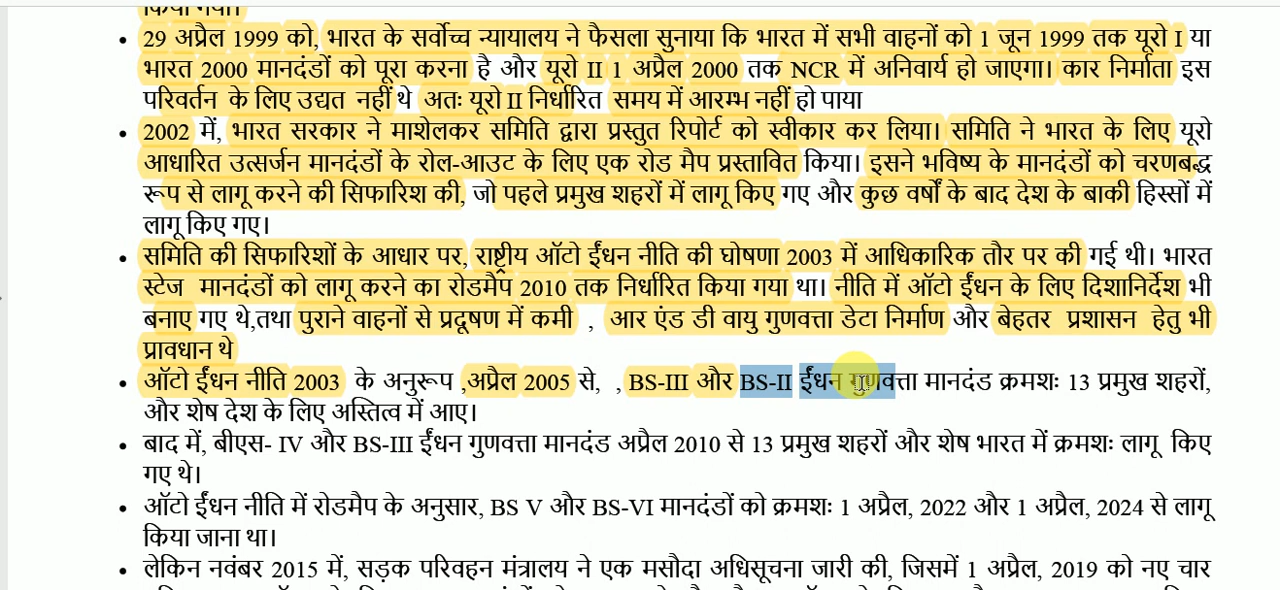 किया गया।
• 29 अप्रैल 1999 को, भारत के सर्वोच्च न्यायालय ने फैसला सुनाया कि भारत में सभी वाहनों को 1 जून 1999 तक यूरो I या
भारत 2000 मानदंडों को पूरा करना है और यूरो II 1 अप्रैल 2000 तक NCR में अनिवार्य हो जाएगा। कार निर्माता इस
परिवर्तन के लिए उद्यत नहीं थे अतः यूरो II निर्धारित समय में आरम्भ नहीं हो पाया
• 2002 में, भारत सरकार ने माशेलकर समिति द्वारा प्रस्तुत रिपोर्ट को स्वीकार कर लिया। समिति ने भारत के लिए यूरो
आधारित उत्सर्जन मानदंडों के रोल-आउट के लिए एक रोड मैप प्रस्तावित किया। इसने भविष्य के मानदंडों को चरणबद्ध
रूप से लागू करने की सिफारिश की, जो पहले प्रमुख शहरों में लागू किए गए और कुछ वर्षों के बाद देश के बाकी हिस्सों में
लागू किए गए।
• समिति की सिफारिशों के आधार पर, राष्ट्रीय ऑटो ईंधन नीति की घोषणा 2003 में आधिकारिक तौर पर की गई थी। भारत
स्टेज मानदंडों को लागू करने का रोडमैप 2010 तक निर्धारित किया गया था। नीति में ऑटो ईंधन के लिए दिशानिर्देश भी
बनाए गए थे,तथा पुराने वाहनों से प्रदूषण में कमी , आर एंड डी वायु गुणवत्ता डेटा निर्माण और बेहतर प्रशासन हेतु भी
प्रावधान थे
• ऑटो ईंधन नीति 2003 के अनुरूप ,अप्रैल 2005 से, , BS-III और BS-II ईंधन गुणवत्ता मानदंड क्रमशः 13 प्रमुख शहरों,
और शेष देश के लिए अस्तित्व में आए।
• बाद में, बीएस- IV और BS-III ईंधन गुणवत्ता मानदंड अप्रैल 2010 से 13 प्रमुख शहरों और शेष भारत में क्रमशः लागू किए
गए थे।
• ऑटो ईंधन नीति में रोडमैप के अनुसार, BS V और BS-VI मानदंडों को क्रमशः 1 अप्रैल, 2022 और 1 अप्रैल, 2024 से लागू
किया जाना था।
• लेकिन नवंबर 2015 में, सड़क परिवहन मंत्रालय ने एक मसौदा अधिसूचना जारी की, जिसमें 1 अप्रैल, 2019 को नए चार